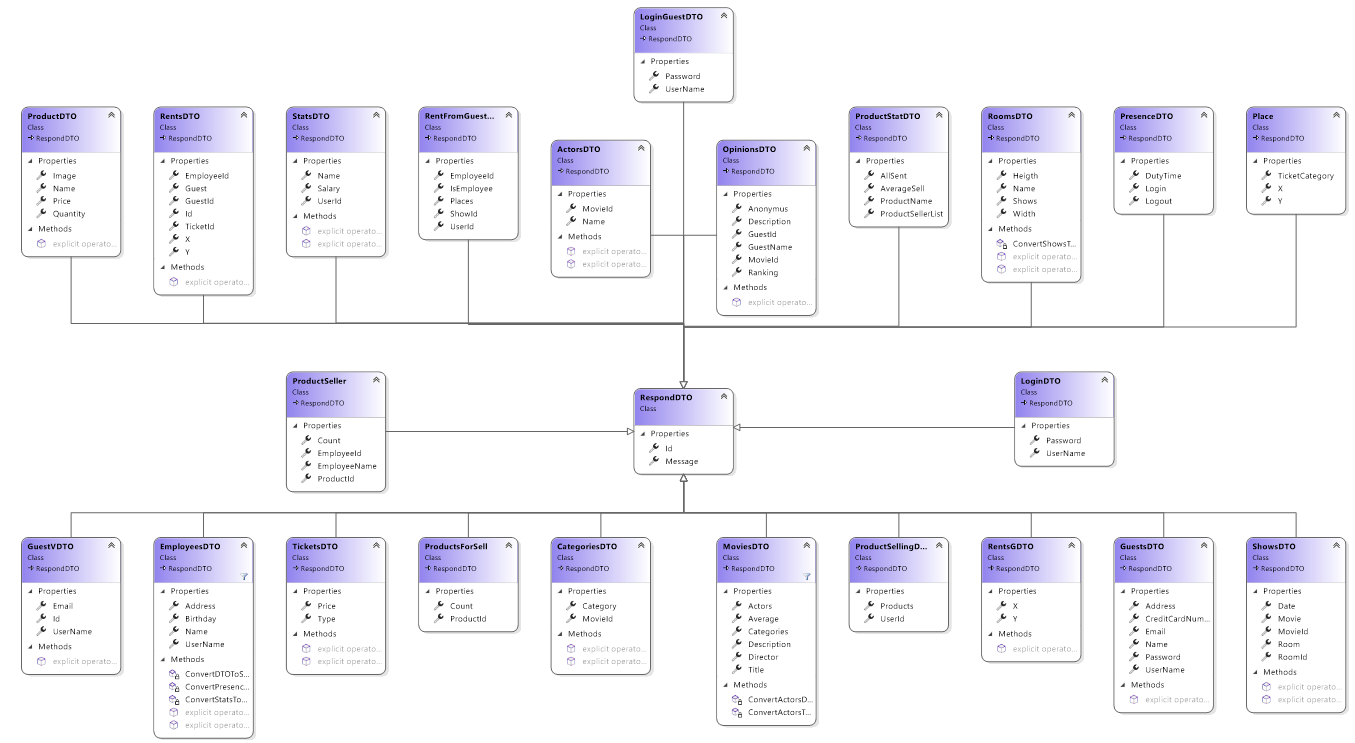 LoginGuestDTO
Class
RespondDTO
Properties
Password
UserName
ProductDTO
Class
RespondDTO
Properties
Image
Name
Price
Quantity
Methods
explicit operato...
RentsDTO
Class
RespondDTO
Properties
EmployeeId
Guest
GuestId
Id
TicketId
X
Y
Methods
explicit operato...
StatsDTO
Class
RespondDTO
Properties
Name
Salary
UserId
Methods
explicit operato...
explicit operato...
RentFromGuest...
Class
RespondDTO
Properties
EmployeeId
IsEmployee
Places
ShowId
UserId
ActorsDTO
Class
RespondDTO
Properties
MovieId
Name
Methods
explicit operato...
explicit operato...
OpinionsDTO
Class
RespondDTO
Properties
Anonymus
Description
GuestId
GuestName
MovieId
Ranking
Methods
explicit operato...
ProductStatDTO
Class
RespondDTO
Properties
AllSent
AverageSell
ProductName
ProductSellerList
RoomsDTO
Class
RespondDTO
Properties
Heigth
Name
Shows
Width
Methods
ConvertShowsT...
explicit operato...
explicit operato...
PresenceDTO
Class
RespondDTO
Properties
DutyTime
Login
Logout
Place
Class
RespondDTO
Properties
TicketCategory
X
Y
ProductSeller
Class
RespondDTO
Properties
Count
EmployeeId
EmployeeName
ProductId
RespondDTO
Class
Properties
Id
Message
LoginDTO
Class
RespondDTO
Properties
Password
UserName
GuestVDTO
Class
RespondDTO
Properties
Email
Id
UserName
Methods
explicit operato...
EmployeesDTO
Class
RespondDTO
Properties
Address
Birthday
Name
UserName
Methods
ConvertDTOToS...
ConvertPresenc...
ConvertStatsTo...
explicit operato...
explicit operato...
TicketsDTO
Class
RespondDTO
Properties
Price
Type
Methods
explicit operato...
explicit operato...
ProductsForSell
Class
RespondDTO
Properties
Count
ProductId
CategoriesDTO
Class
RespondDTO
Properties
Category
MovieId
Methods
explicit operato...
explicit operato...
MoviesDTO
Class
RespondDTO
Properties
Actors
Average
Categories
Description
Director
Title
Methods
ConvertActorsD...
ConvertActorsT...
ProductSellingD...
Class
RespondDTO
Properties
Products
UserId
RentsGDTO
Class
RespondDTO
Properties
X
Y
Methods
explicit operato...
GuestsDTO
Class
RespondDTO
Properties
Address
CreditCardNum...
Email
Name
Password
UserName
Methods
explicit operato...
ShowsDTO
Class
RespondDTO
Properties
Date
Movie
MovieId
Room
RoomId
Methods
explicit operato...
explicit operato...